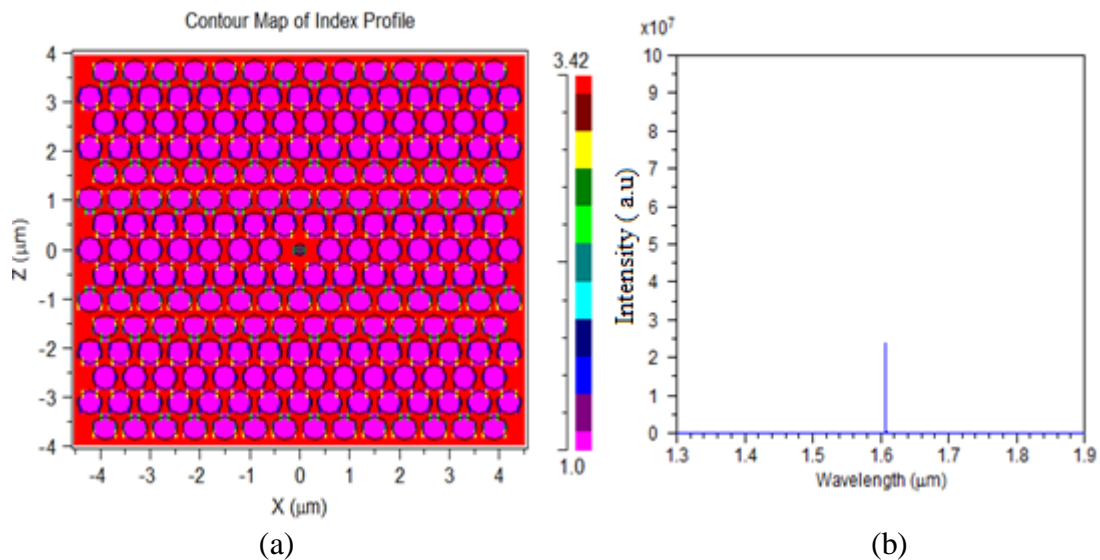 Contour Map of Index Profile
4
3
2
1
0
-1
-2
-3
-4
Z (μm)
-4 -3 -2 -1 0 1 2 3 4
X (μm)
3.42
1.0
(a)
x10⁷
10
9
8
7
6
5
4
3
2
1
0
Intensity ( a.u)
1.3 1.4 1.5 1.6 1.7 1.8 1.9
Wavelength (μm)
(b)